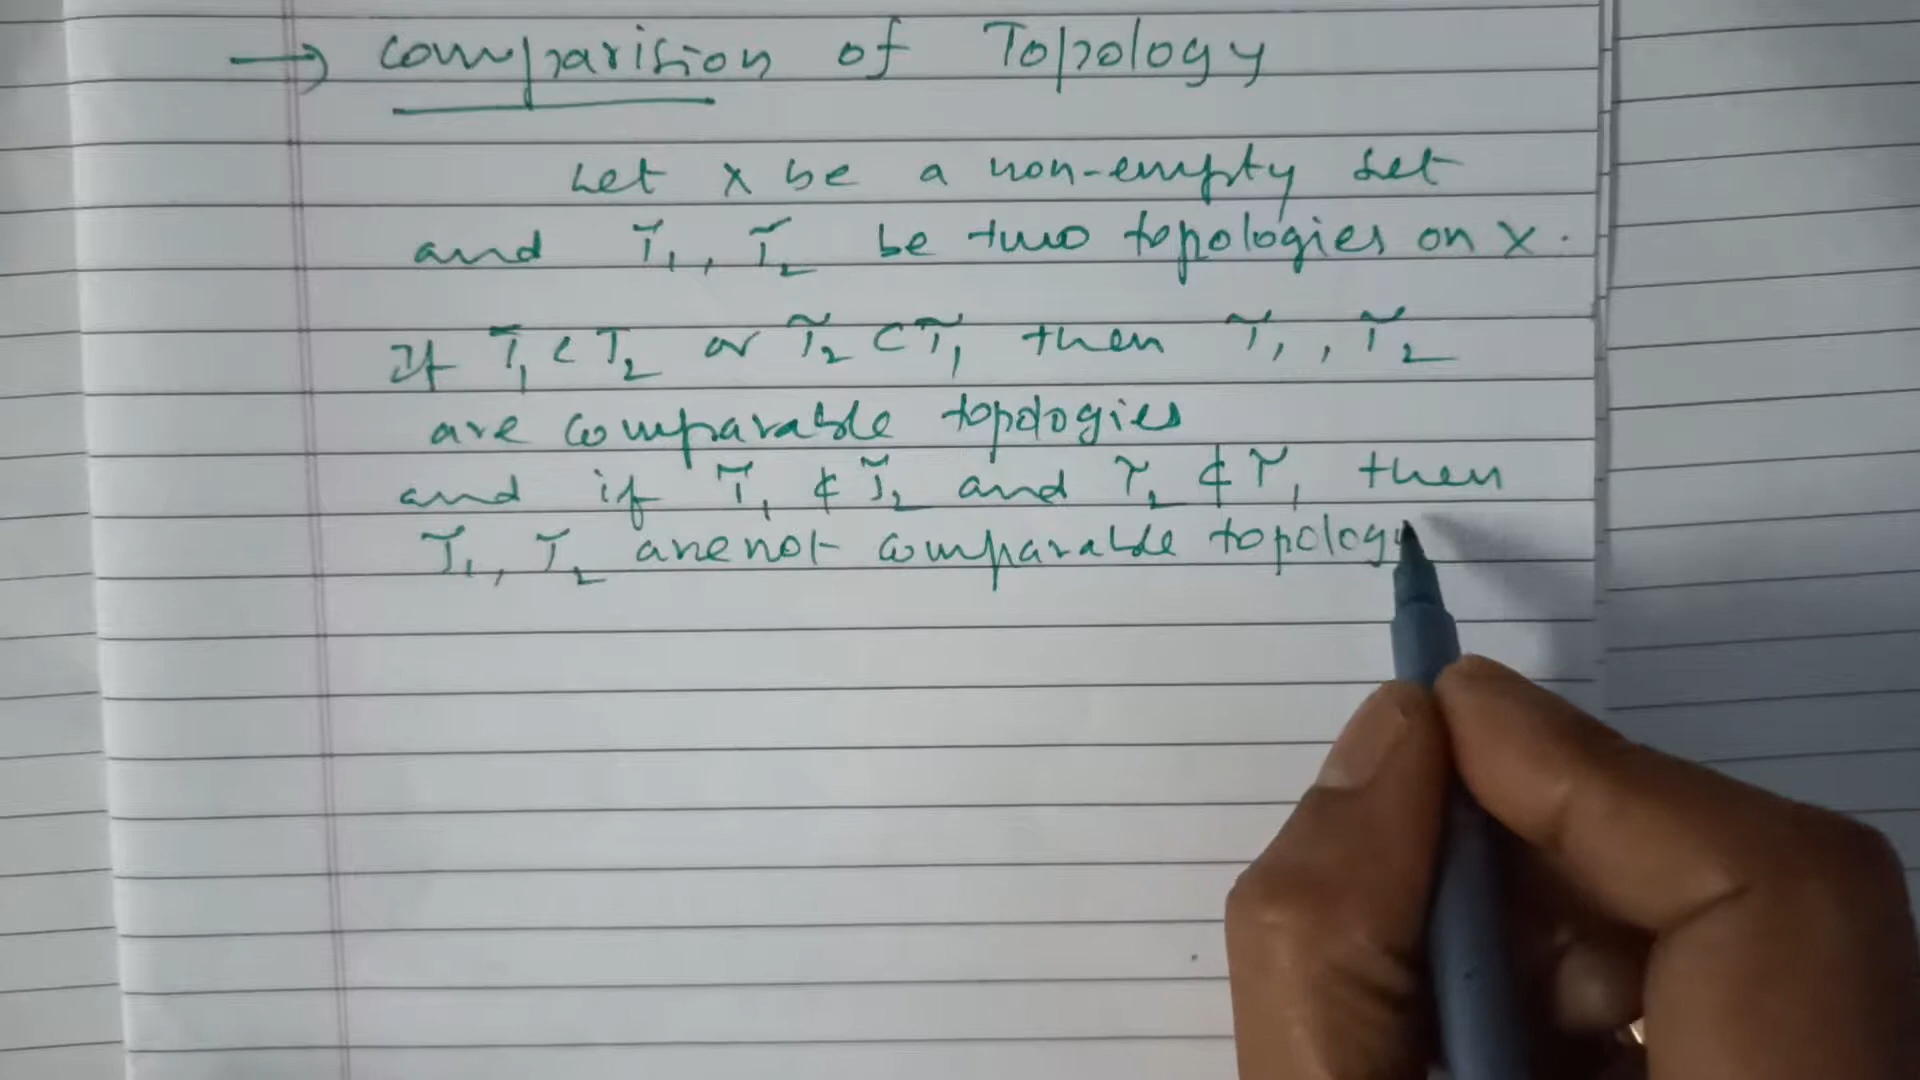 → Comparision of Topology
Let X be a non-empty set
and T₁, T₂ be two topologies on X.
If T₁ ⊂ T₂ or T₂ ⊂ T₁ then T₁, T₂
are comparable topologies
and if T₁ ⊄ T₂ and T₂ ⊄ T₁ then
T₁, T₂ are not comparable topology